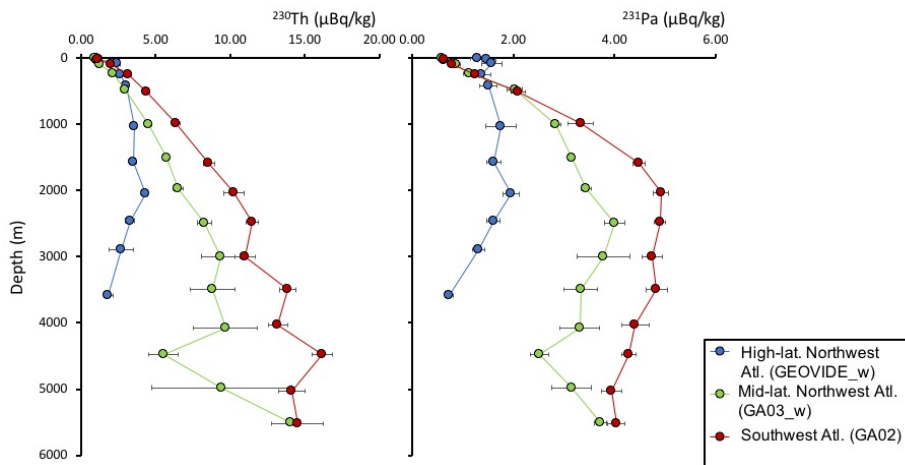 ²³⁰Th (µBq/kg)
²³¹Pa (µBq/kg)
0.00 5.00 10.00 15.00 20.00
0.00 2.00 4.00 6.00
0
1000
2000
3000
4000
5000
6000
Depth (m)
High-lat. Northwest
Atl. (GEOVIDE_w)
Mid-lat. Northwest Atl.
(GA03_w)
Southwest Atl. (GA02)